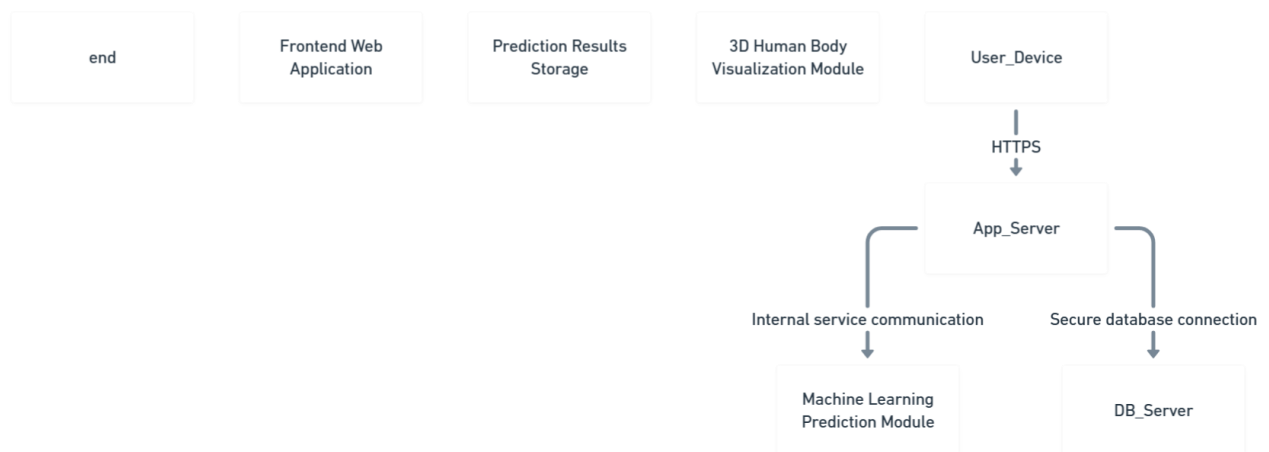 end
Frontend Web
Application
Prediction Results
Storage
3D Human Body
Visualization Module
User_Device
HTTPS
App_Server
Internal service communication
Secure database connection
Machine Learning
Prediction Module
DB_Server